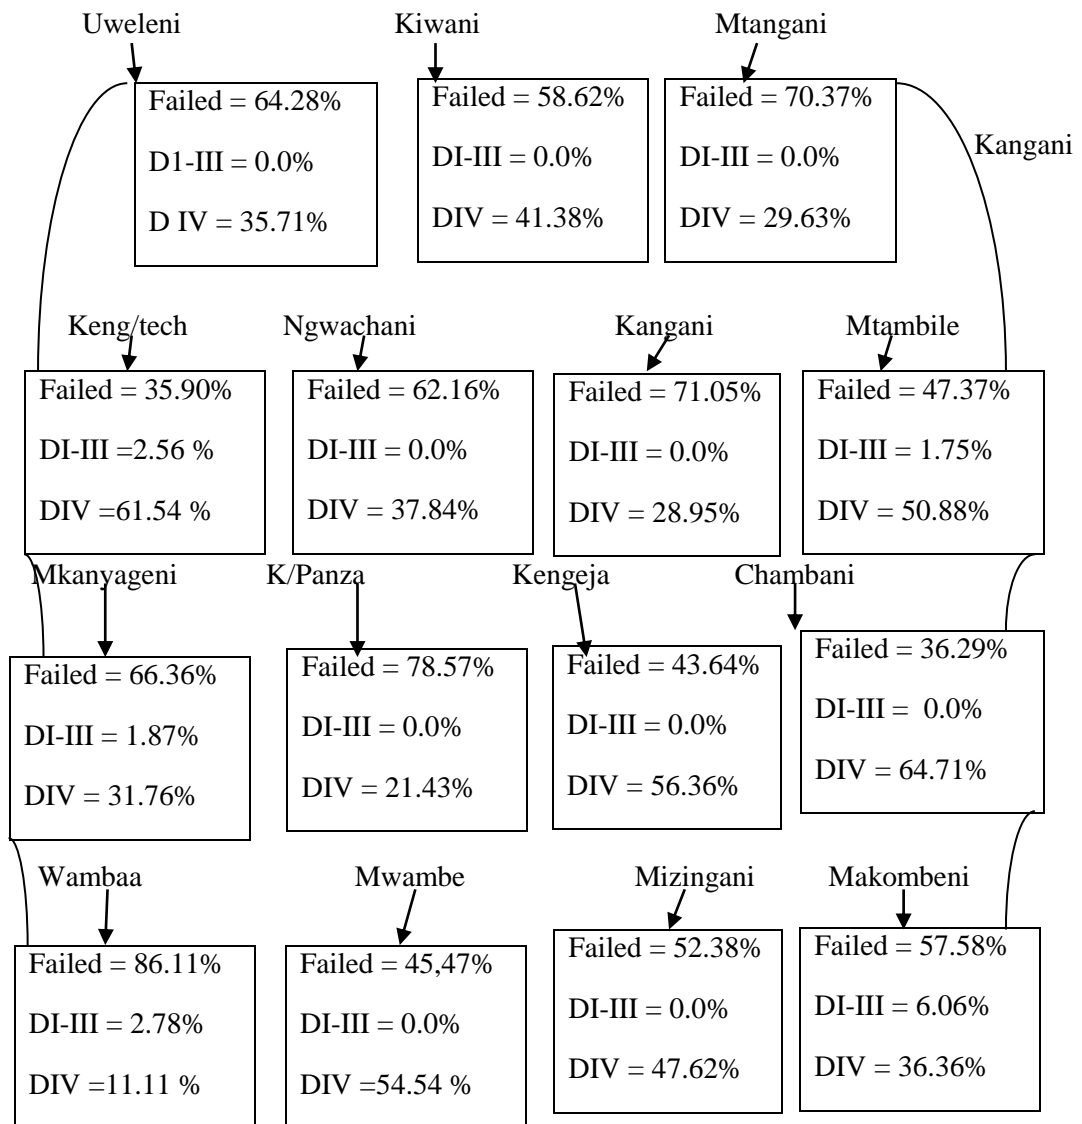 Uweleni Kiwani Mtangani
Failed = 64.28%
D1-III = 0.0%
D IV = 35.71%
Failed = 58.62%
DI-III = 0.0%
DIV = 41.38%
Failed = 70.37%
DI-III = 0.0%
DIV = 29.63%
Kangani
Keng/tech Ngwachani Kangani Mtambile
Failed = 35.90%
DI-III =2.56 %
DIV =61.54 %
Failed = 62.16%
DI-III = 0.0%
DIV = 37.84%
Failed = 71.05%
DI-III = 0.0%
DIV = 28.95%
Failed = 47.37%
DI-III = 1.75%
DIV = 50.88%
Mkanyageni K/Panza Kengeja Chambani
Failed = 66.36%
DI-III = 1.87%
DIV = 31.76%
Failed = 78.57%
DI-III = 0.0%
DIV = 21.43%
Failed = 43.64%
DI-III = 0.0%
DIV = 56.36%
Failed = 36.29%
DI-III =  0.0%
DIV = 64.71%
Wambaa Mwambe Mizingani Makombeni
Failed = 86.11%
DI-III = 2.78%
DIV =11.11 %
Failed = 45,47%
DI-III = 0.0%
DIV =54.54 %
Failed = 52.38%
DI-III = 0.0%
DIV = 47.62%
Failed = 57.58%
DI-III = 6.06%
DIV = 36.36%